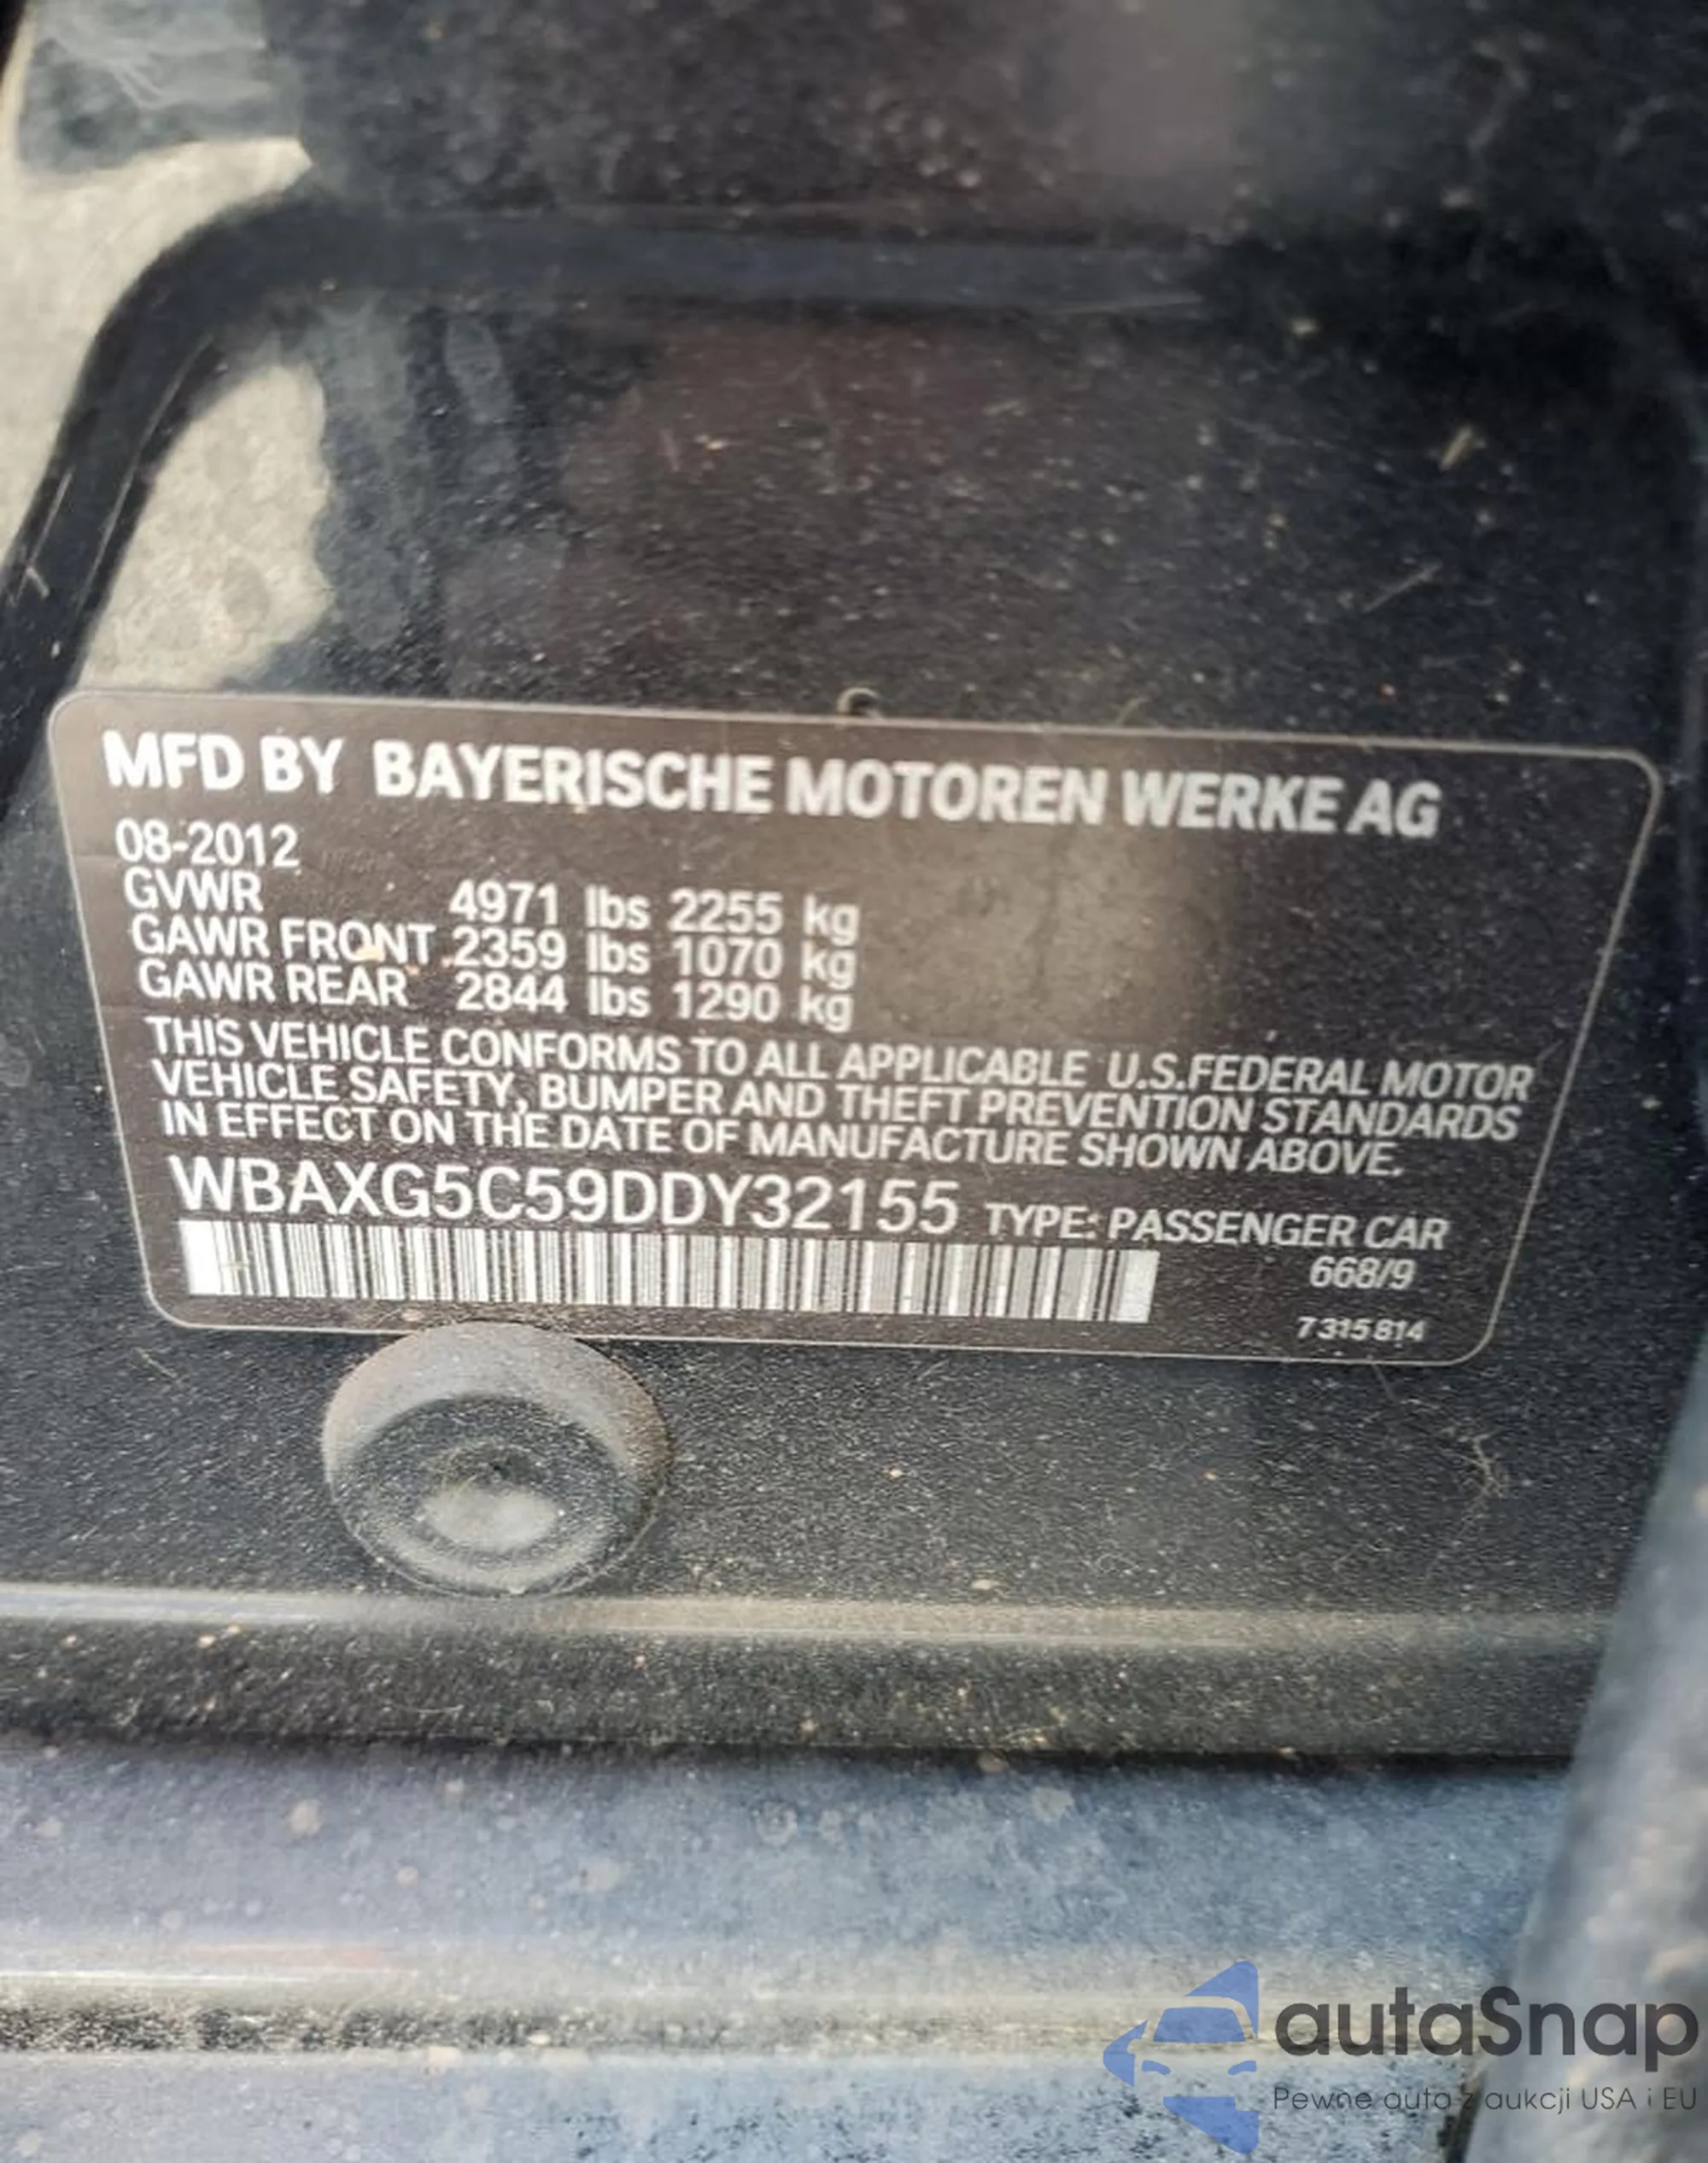 MFD BY BAYERISCHE MOTOREN WERKE AG
08-2012
GVWR 4971 lbs 2255 kg
GAWR FRONT 2359 lbs 1070 kg
GAWR REAR 2844 lbs 1290 kg
THIS VEHICLE CONFORMS TO ALL APPLICABLE U.S.FEDERAL MOTOR
VEHICLE SAFETY, BUMPER AND THEFT PREVENTION STANDARDS
IN EFFECT ON THE DATE OF MANUFACTURE SHOWN ABOVE.
WBAXG5C59DDY32155 TYPE: PASSENGER CAR
668/9
7 315 814
autaSnap
Pewne auta z aukcji USA i EU